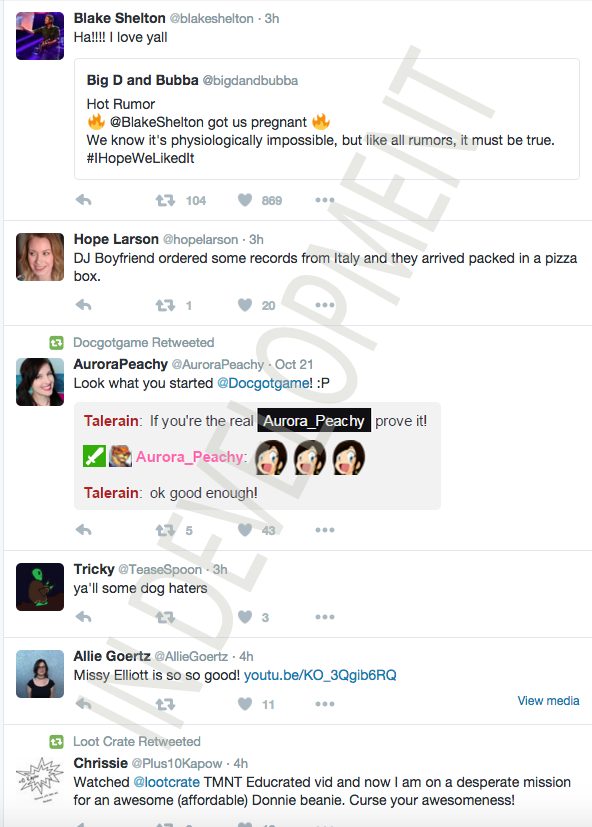 Blake Shelton @blakeshelton · 3h
Ha!!!! I love yall
Big D and Bubba @bigdandbubba
Hot Rumor
🔥 @BlakeShelton got us pregnant 🔥
We know it's physiologically impossible, but like all rumors, it must be true.
#IHopeWeLikedIt
104 869
Hope Larson @hopelarson · 3h
DJ Boyfriend ordered some records from Italy and they arrived packed in a pizza
box.
1 20
Docgotgame Retweeted
AuroraPeachy @AuroraPeachy · Oct 21
Look what you started @Docgotgame! :P
Talerain: If you're the real Aurora_Peachy prove it!
Aurora_Peachy:
Talerain: ok good enough!
5 43
Tricky @TeaseSpoon · 3h
ya'll some dog haters
3
Allie Goertz @AllieGoertz · 4h
Missy Elliott is so so good! youtu.be/KO_3Qgib6RQ
View media
11
Loot Crate Retweeted
Chrissie @Plus10Kapow · 4h
Watched @lootcrate TMNT Educrated vid and now I am on a desperate mission
for an awesome (affordable) Donnie beanie. Curse your awesomeness!
IN DEVELOPMENT